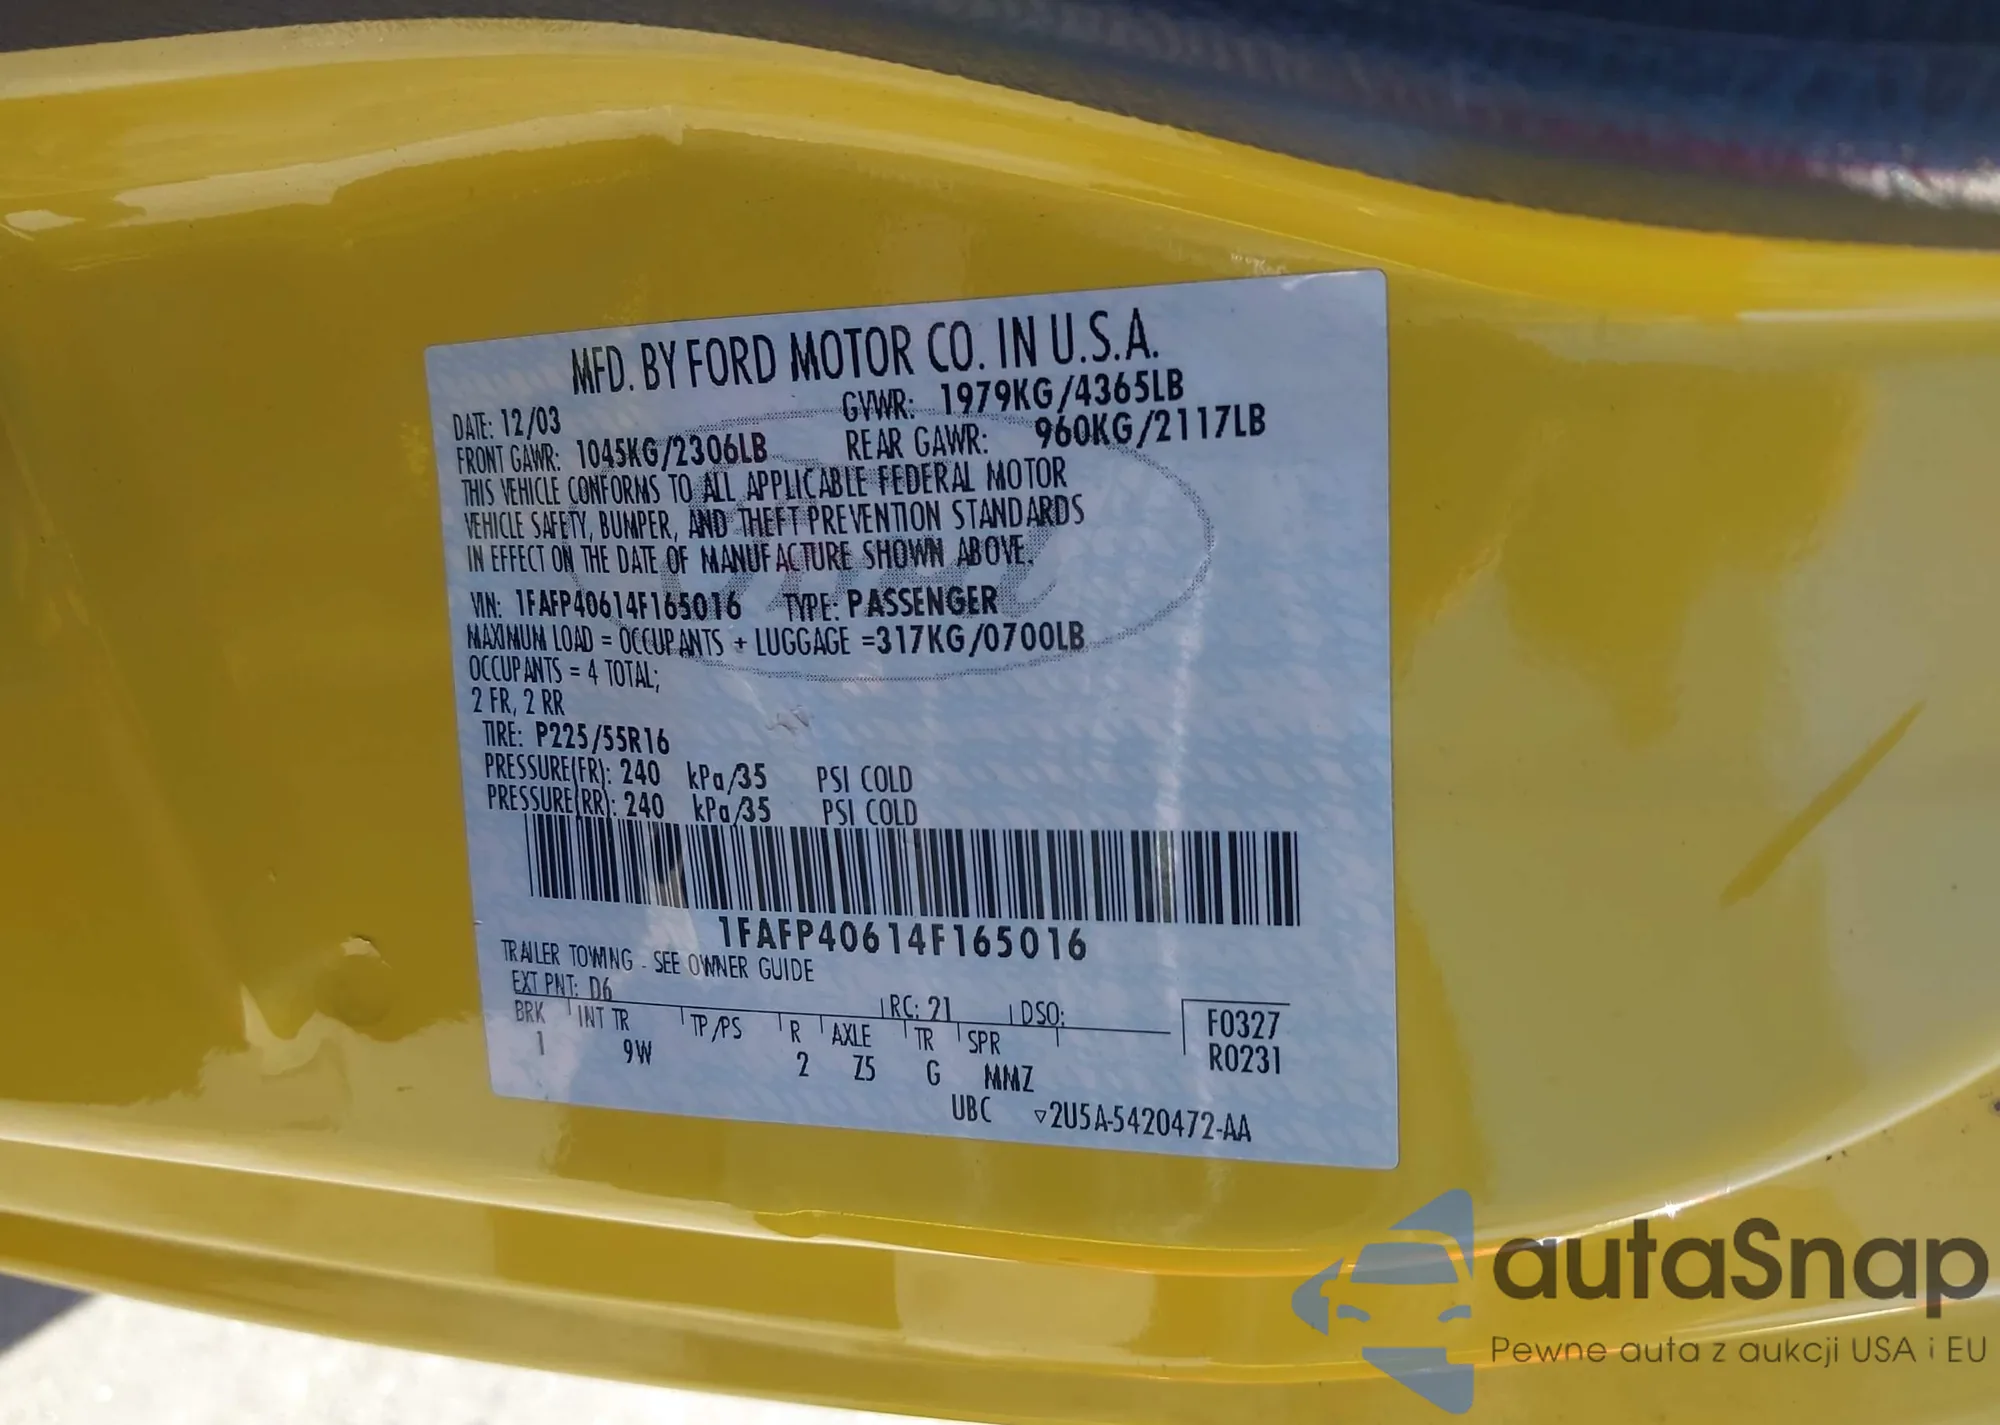 MFD. BY FORD MOTOR CO. IN U.S.A.
DATE: 12/03 GVWR: 1979KG/4365LB
FRONT GAWR: 1045KG/2306LB REAR GAWR: 960KG/2117LB
THIS VEHICLE CONFORMS TO ALL APPLICABLE FEDERAL MOTOR
VEHICLE SAFETY, BUMPER, AND THEFT PREVENTION STANDARDS
IN EFFECT ON THE DATE OF MANUFACTURE SHOWN ABOVE.
VIN: 1FAFP40614F165016 TYPE: PASSENGER
MAXIMUM LOAD = OCCUPANTS + LUGGAGE =317KG/0700LB
OCCUPANTS = 4 TOTAL;
2 FR, 2 RR
TIRE: P225/55R16
PRESSURE(FR): 240 kPa/35 PSI COLD
PRESSURE(RR): 240 kPa/35 PSI COLD
1FAFP40614F165016
TRAILER TOWING - SEE OWNER GUIDE
EXT PNT: D6 RC: 21 DSO:
BRK INT TR TP/PS R AXLE TR SPR
1 9W 2 Z5 G MMZ
F0327
R0231
UBC ▽2U5A-5420472-AA
autaSnap
Pewne auta z aukcji USA i EU